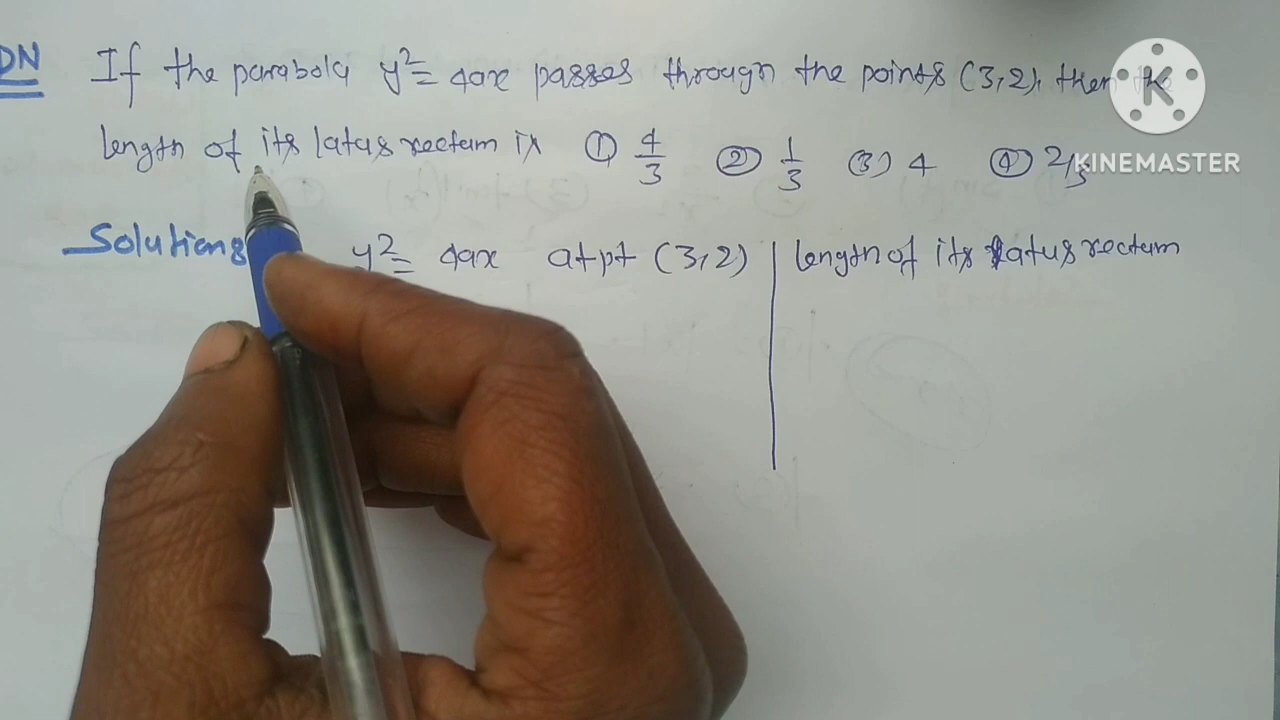 DN If the parabola y²= 4ax passes through the points (3,2), then the
length of its latus rectum is ① 4/3 ② 1/3 ③ 4 ④ 2/3
Solutions y²= 4ax at pt (3,2) | length of its latus rectum
K
KINEMASTER